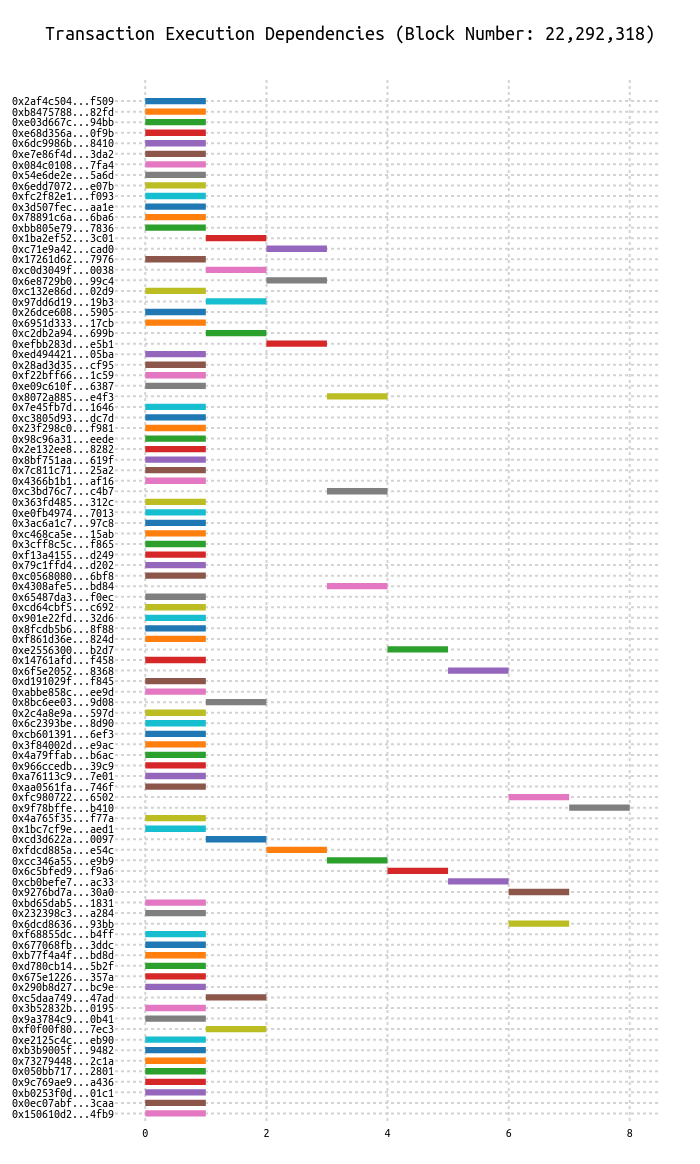 Transaction Execution Dependencies (Block Number: 22,292,318)
0x2af4c504...f509
0xb8475788...82fd
0xe03d667c...94bb
0xe68d356a...0f9b
0x6dc9986b...8410
0xe7e86f4d...3da2
0x084c0108...7fa4
0x54e6de2e...5a6d
0x6edd7072...e07b
0xfc2f82e1...f093
0x3d507fec...aa1e
0x78891c6a...6ba6
0xbb805e79...7836
0x1ba2ef52...3c01
0xc71e9a42...cad0
0x17261d62...7976
0xc0d3049f...0038
0x6e8729b0...99c4
0xc132e86d...02d9
0x97dd6d19...19b3
0x26dce608...5905
0x6951d333...17cb
0xc2db2a94...699b
0xefbb283d...e5b1
0xed494421...05ba
0x28ad3d35...cf95
0xf22bff66...1c59
0xe09c610f...6387
0x8072a885...e4f3
0x7e45fb7d...1646
0xc3805d93...dc7d
0x23f298c0...f981
0x98c96a31...eede
0x2e132ee8...8282
0x8bf751aa...619f
0x7c811c71...25a2
0x4366b1b1...af16
0xc3bd76c7...c4b7
0x363fd485...312c
0xe0fb4974...7013
0x3ac6a1c7...97c8
0xc468ca5e...15ab
0x3cff8c5c...f865
0xf13a4155...d249
0x79c1ffd4...d202
0xc0568080...6bf8
0x4308afe5...bd84
0x65487da3...f0ec
0xcd64cbf5...c692
0x901e22fd...32d6
0x8fcdb5b6...8f88
0xf861d36e...824d
0xe2556300...b2d7
0x14761afd...f458
0x6f5e2052...8368
0xd191029f...f845
0xabbe858c...ee9d
0x8bc6ee03...9d08
0x2c4a8e9a...597d
0x6c2393be...8d90
0xcb601391...6ef3
0x3f84002d...e9ac
0x4a79ffab...b6ac
0x966ccedb...39c9
0xa76113c9...7e01
0xaa0561fa...746f
0xfc980722...6502
0x9f78bffe...b410
0x4a765f35...f77a
0x1bc7cf9e...aed1
0xcd3d622a...0097
0xfdcd885a...e54c
0xcc346a55...e9b9
0x6c5bfed9...f9a6
0xcb0befe7...ac33
0x9276bd7a...30a0
0xbd65dab5...1831
0x232398c3...a284
0x6dcd8636...93bb
0xf68855dc...b4ff
0x677068fb...3ddc
0xb77f4a4f...bd8d
0xd780cb14...5b2f
0x675e1226...357a
0x290b8d27...bc9e
0xc5daa749...47ad
0x3b52832b...0195
0x9a3784c9...0b41
0xf0f00f80...7ec3
0xe2125c4c...eb90
0xb3b9005f...9482
0x73279448...2c1a
0x050bb717...2801
0x9c769ae9...a436
0xb0253f0d...01c1
0x0ec07abf...3caa
0x150610d2...4fb9
0 2 4 6 8